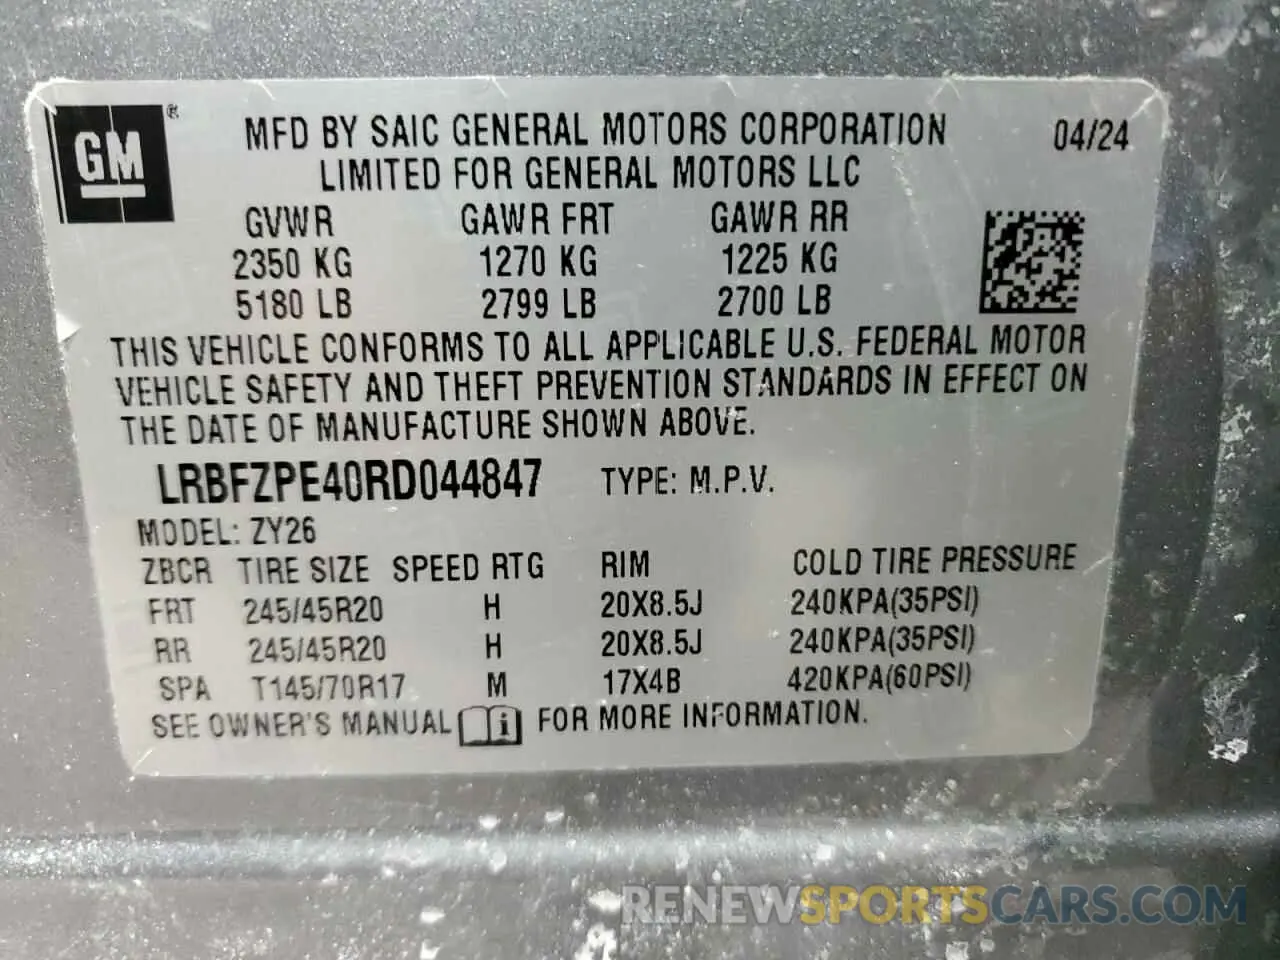 GM ®
MFD BY SAIC GENERAL MOTORS CORPORATION 04/24
LIMITED FOR GENERAL MOTORS LLC
GVWR GAWR FRT GAWR RR
2350 KG 1270 KG 1225 KG
5180 LB 2799 LB 2700 LB
THIS VEHICLE CONFORMS TO ALL APPLICABLE U.S. FEDERAL MOTOR
VEHICLE SAFETY AND THEFT PREVENTION STANDARDS IN EFFECT ON
THE DATE OF MANUFACTURE SHOWN ABOVE.
LRBFZPE40RD044847 TYPE: M.P.V.
MODEL: ZY26
ZBCR TIRE SIZE SPEED RTG RIM COLD TIRE PRESSURE
FRT 245/45R20 H 20X8.5J 240KPA(35PSI)
RR 245/45R20 H 20X8.5J 240KPA(35PSI)
SPA T145/70R17 M 17X4B 420KPA(60PSI)
SEE OWNER'S MANUAL i FOR MORE INFORMATION.
RENEWSPORTSCARS.COM